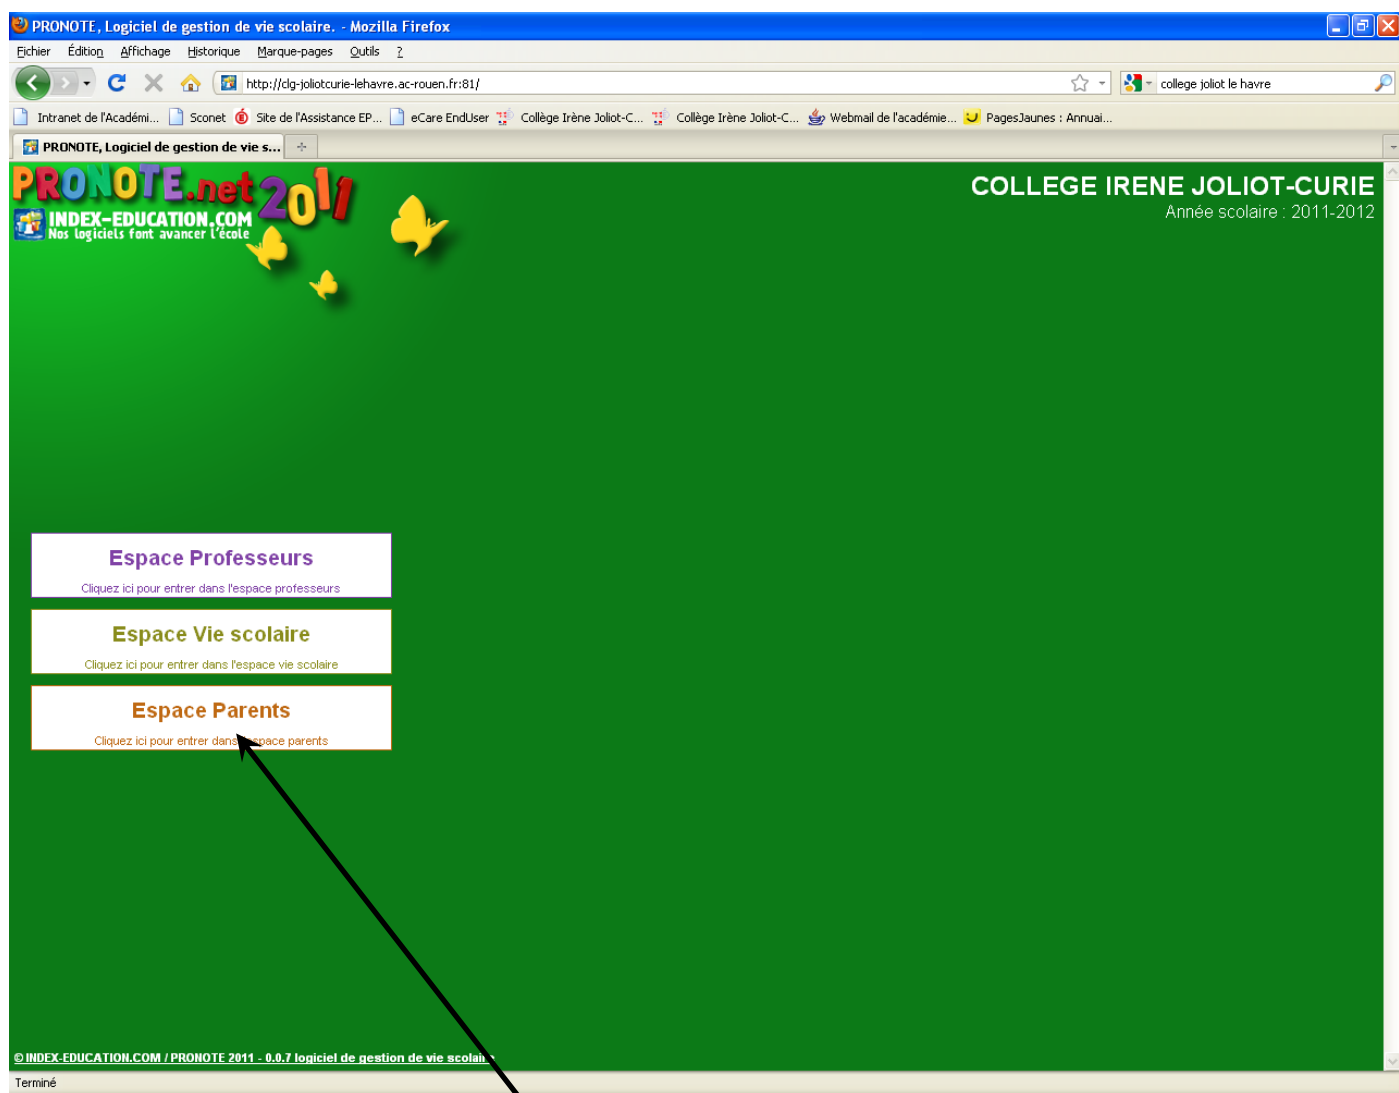 PRONOTE, Logiciel de gestion de vie scolaire. - Mozilla Firefox
Fichier Édition Affichage Historique Marque-pages Outils ?
http://clg-joliotcurie-lehavre.ac-rouen.fr:81/ college joliot le havre
Intranet de l'Académi... Sconet Site de l'Assistance EP... eCare EndUser Collège Irène Joliot-C... Collège Irène Joliot-C... Webmail de l'académie... PagesJaunes : Annuai...
PRONOTE, Logiciel de gestion de vie s...
PRONOTE.net 2011
INDEX-EDUCATION.COM
Nos logiciels font avancer l'école
COLLEGE IRENE JOLIOT-CURIE
Année scolaire : 2011-2012
Espace Professeurs
Cliquez ici pour entrer dans l'espace professeurs
Espace Vie scolaire
Cliquez ici pour entrer dans l'espace vie scolaire
Espace Parents
Cliquez ici pour entrer dans l'espace parents
© INDEX-EDUCATION.COM / PRONOTE 2011 - 0.0.7 logiciel de gestion de vie scolaire
Terminé